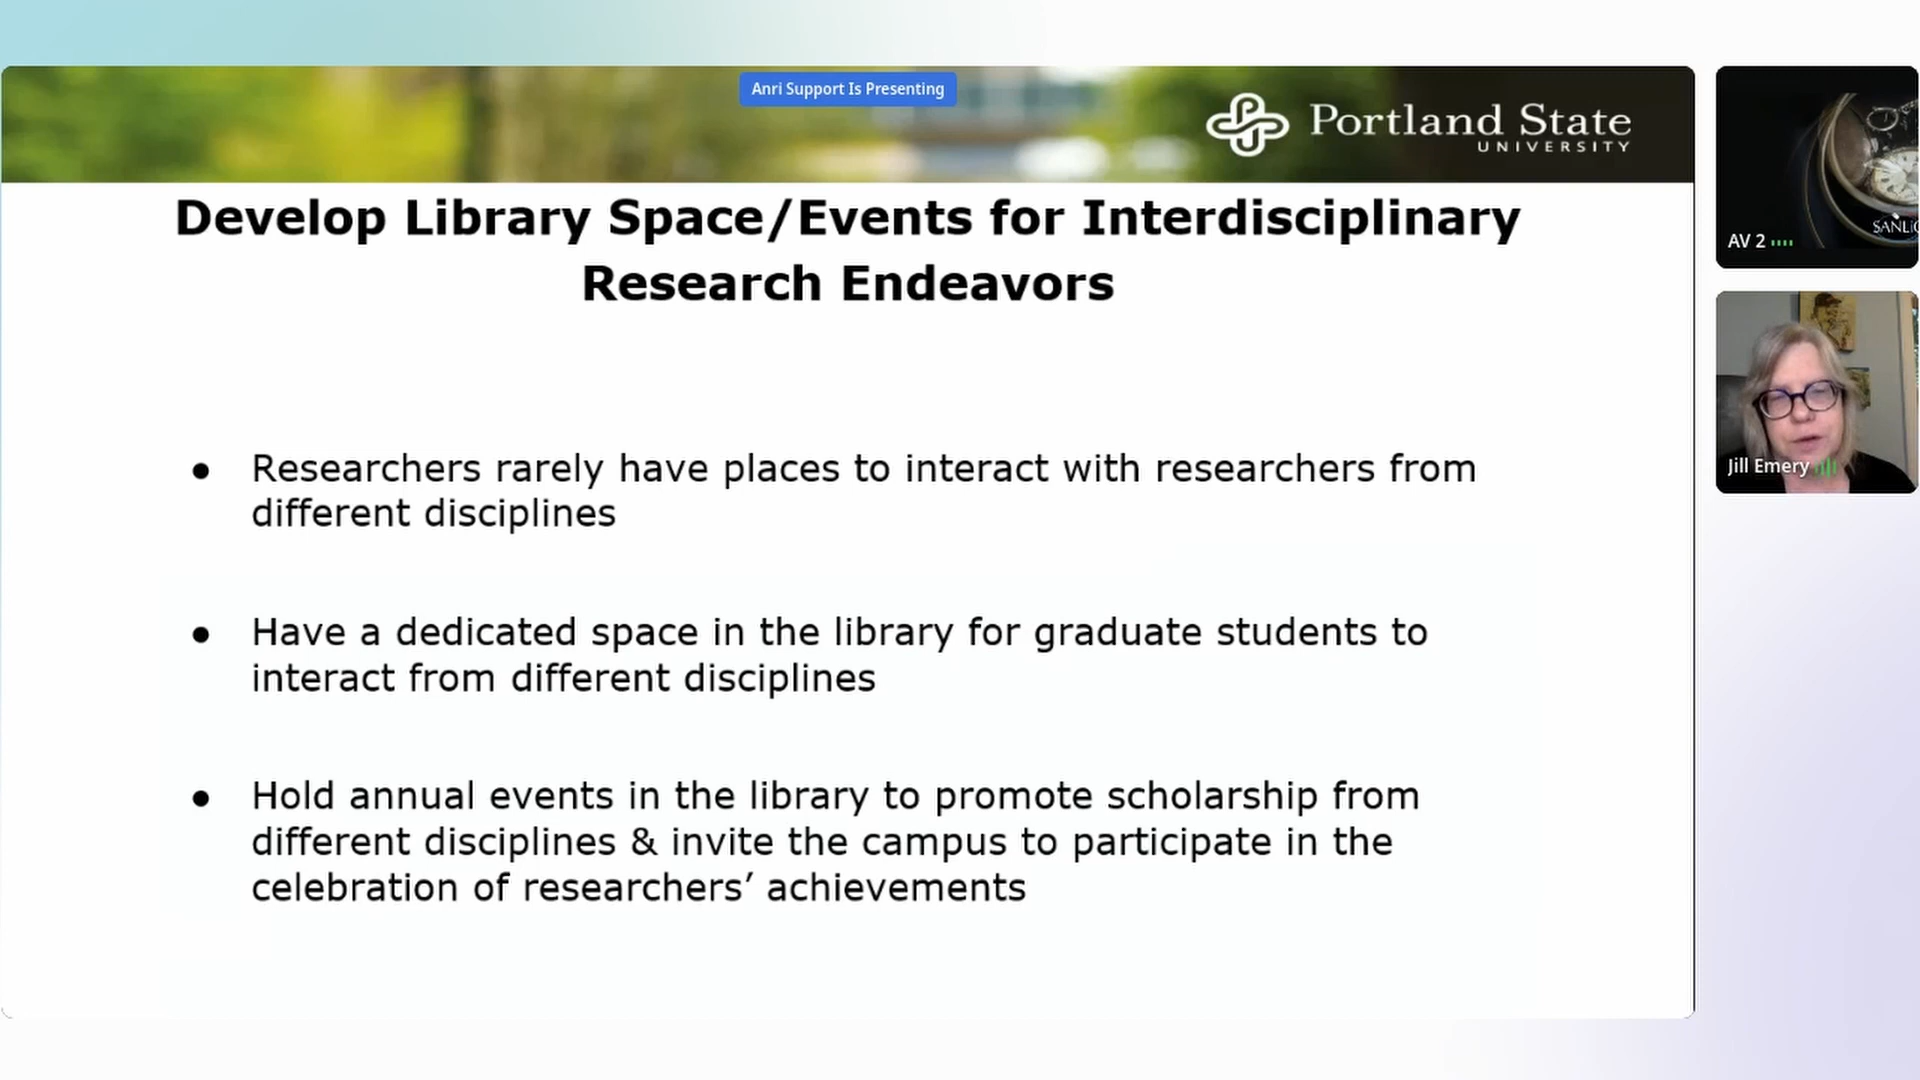 Anri Support Is Presenting
Portland State
UNIVERSITY
Develop Library Space/Events for Interdisciplinary
Research Endeavors
● Researchers rarely have places to interact with researchers from
different disciplines
● Have a dedicated space in the library for graduate students to
interact from different disciplines
● Hold annual events in the library to promote scholarship from
different disciplines & invite the campus to participate in the
celebration of researchers’ achievements
AV 2
Jill Emery